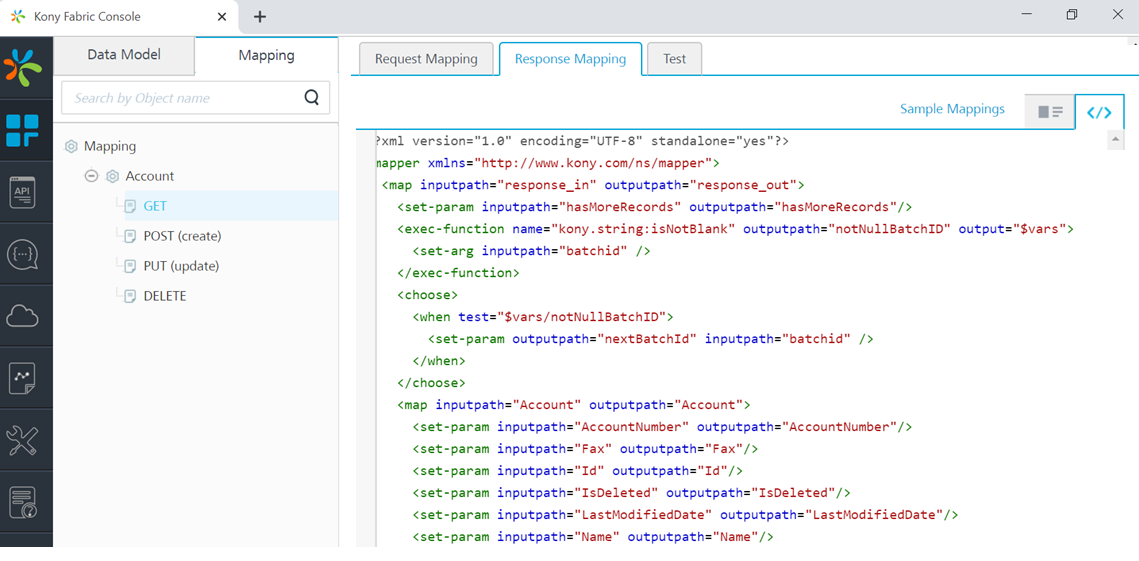 Kony Fabric Console
Data Model
Mapping
Search by Object name
Mapping
Account
GET
POST (create)
PUT (update)
DELETE
API
Request Mapping
Response Mapping
Test
Sample Mappings
</>
?xml version="1.0" encoding="UTF-8" standalone="yes"?>
mapper xmlns="http://www.kony.com/ns/mapper">
<map inputpath="response_in" outputpath="response_out">
<set-param inputpath="hasMoreRecords" outputpath="hasMoreRecords"/>
<exec-function name="kony.string:isNotBlank" outputpath="notNullBatchID" output="$vars">
<set-arg inputpath="batchid" />
</exec-function>
<choose>
<when test="$vars/notNullBatchID">
<set-param outputpath="nextBatchId" inputpath="batchid" />
</when>
</choose>
<map inputpath="Account" outputpath="Account">
<set-param inputpath="AccountNumber" outputpath="AccountNumber"/>
<set-param inputpath="Fax" outputpath="Fax"/>
<set-param inputpath="Id" outputpath="Id"/>
<set-param inputpath="IsDeleted" outputpath="IsDeleted"/>
<set-param inputpath="LastModifiedDate" outputpath="LastModifiedDate"/>
<set-param inputpath="Name" outputpath="Name"/>